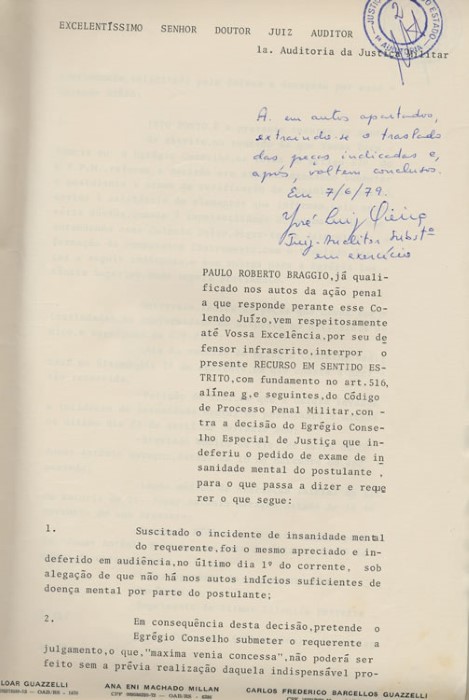 EXCELENTÍSSIMO SENHOR DOUTOR JUIZ AUDITOR
1a. Auditoria da Justiça Militar
2
1ª AUDITORIA
A. em autos apartados,
extraindo-se o traslado
das peças indicadas e,
após, voltem conclusos.
Em 7/6/79.
José Luiz Vieira
Juiz-Auditor Substº
em exercício
PAULO ROBERTO BRAGGIO,já quali-
ficado nos autos da ação penal
a que responde perante esse Co-
lendo Juízo,vem respeitosamente
até Vossa Excelência,por seu de
fensor infrascrito,interpor o
presente RECURSO EM SENTIDO ES-
TRITO,com fundamento no art.516,
alínea g,e seguintes,do Código
de Processo Penal Militar,con -
tra a decisão do Egrégio Conse-
lho Especial de Justiça que in-
deferiu o pedido de exame de in
sanidade mental do postulante ,
para o que passa a dizer e reque
rer o que segue:
1. Suscitado o incidente de insanidade mental
do requerente,foi o mesmo apreciado e in-
deferido em audiência,no último dia 1º do corrente, sob
alegação de que não há nos autos indícios suficientes de
doença mental por parte do postulante;
2. Em consequência desta decisão,pretende o
Egrégio Conselho submeter o requerente a
julgamento,o que,"maxima venia concessa",não poderá ser
feito sem a prévia realização daquela indispensável pro-
LOAR GUAZZELLI ANA ENI MACHADO MILLAN CARLOS FREDERICO BARCELLOS GUAZZELLI